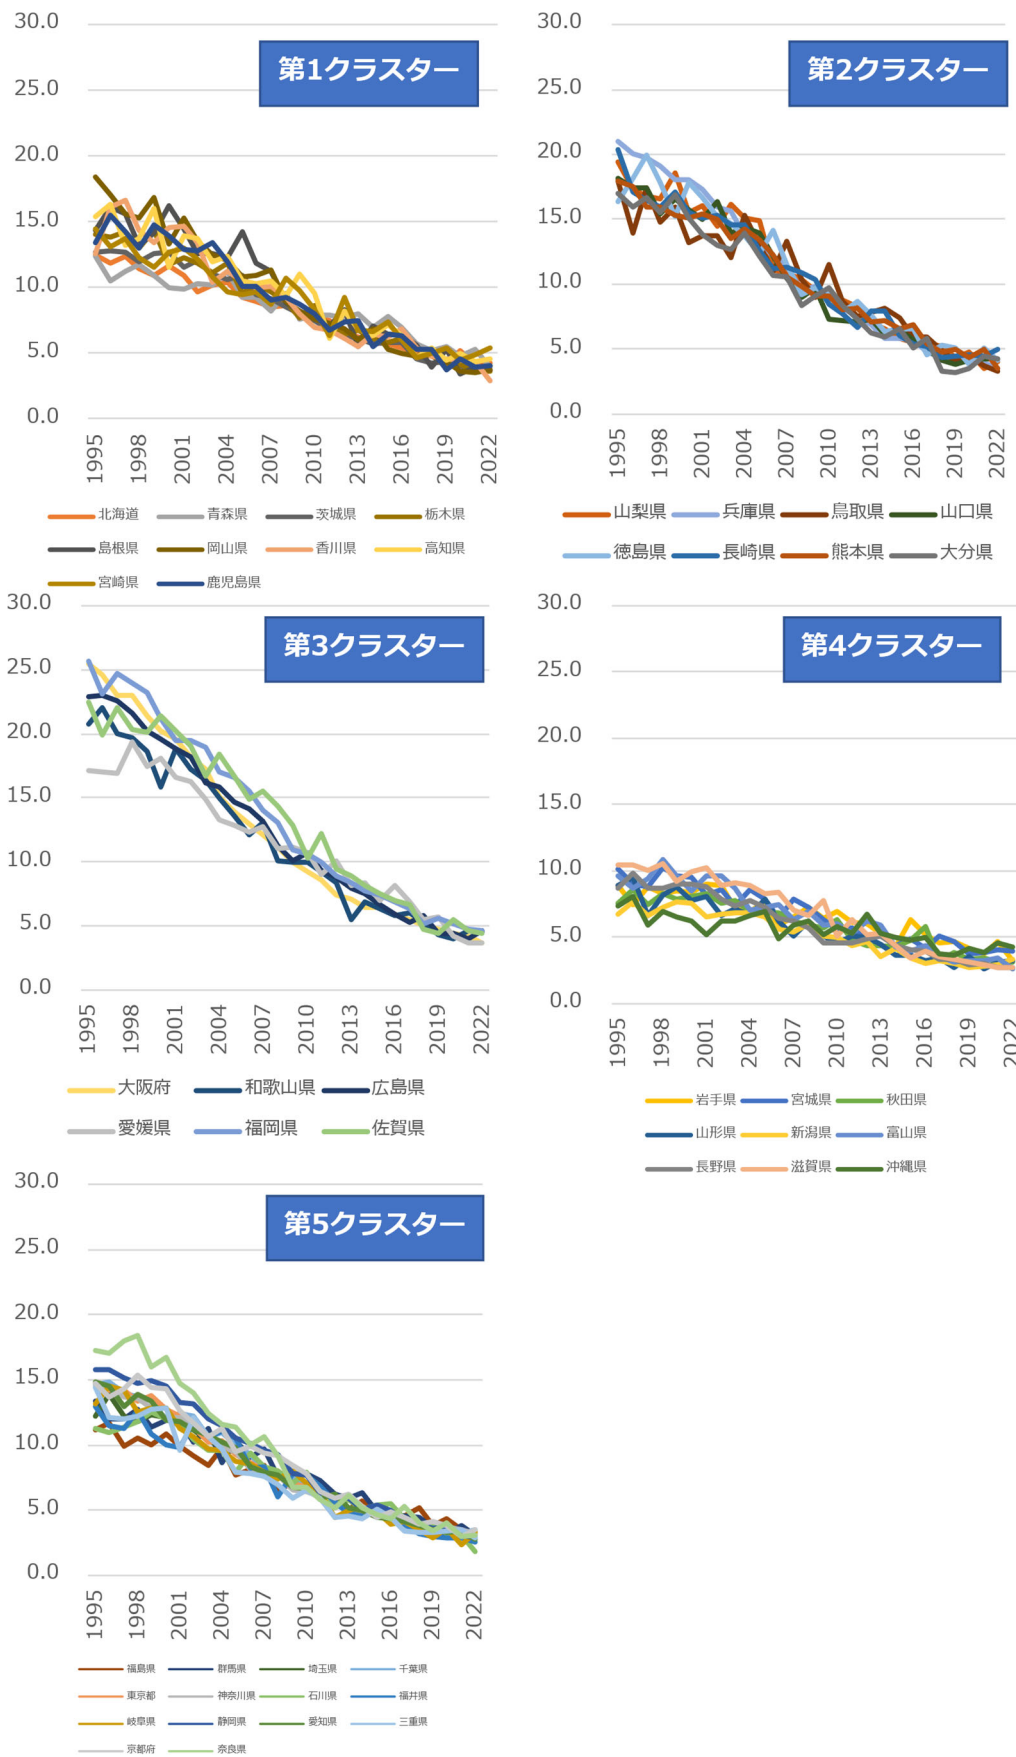 第1クラスター
30.0
25.0
20.0
15.0
10.0
5.0
0.0
1995 1998 2001 2004 2007 2010 2013 2016 2019 2022
北海道 青森県 茨城県 栃木県
島根県 岡山県 香川県 高知県
宮崎県 鹿児島県
第2クラスター
30.0
25.0
20.0
15.0
10.0
5.0
0.0
1995 1998 2001 2004 2007 2010 2013 2016 2019 2022
山梨県 兵庫県 鳥取県 山口県
徳島県 長崎県 熊本県 大分県
第3クラスター
30.0
25.0
20.0
15.0
10.0
5.0
0.0
1995 1998 2001 2004 2007 2010 2013 2016 2019 2022
大阪府 和歌山県 広島県
愛媛県 福岡県 佐賀県
第4クラスター
30.0
25.0
20.0
15.0
10.0
5.0
0.0
1995 1998 2001 2004 2007 2010 2013 2016 2019 2022
岩手県 宮城県 秋田県
山形県 新潟県 富山県
長野県 滋賀県 沖縄県
第5クラスター
30.0
25.0
20.0
15.0
10.0
5.0
0.0
1995 1998 2001 2004 2007 2010 2013 2016 2019 2022
福島県 群馬県 埼玉県 千葉県
東京都 神奈川県 石川県 福井県
岐阜県 静岡県 愛知県 三重県
京都府 奈良県